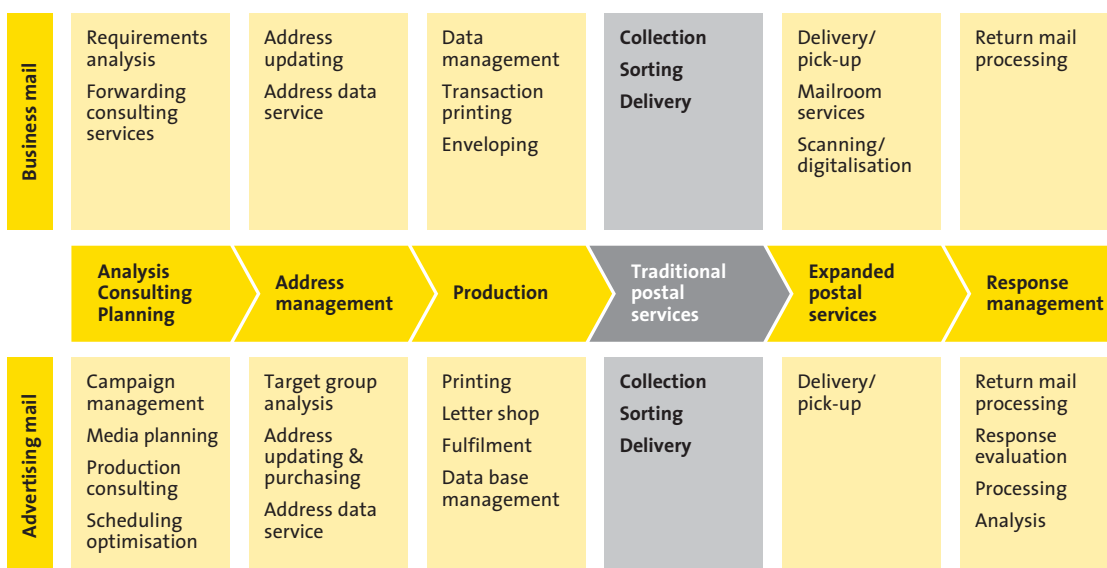 Business mail
Requirements
analysis
Forwarding
consulting
services
Address
updating
Address data
service
Data
management
Transaction
printing
Enveloping
Collection
Sorting
Delivery
Delivery/
pick-up
Mailroom
services
Scanning/
digitalisation
Return mail
processing
Analysis
Consulting
Planning
Address
management
Production
Traditional
postal
services
Expanded
postal
services
Response
management
Advertising mail
Campaign
management
Media planning
Production
consulting
Scheduling
optimisation
Target group
analysis
Address
updating &
purchasing
Address data
service
Printing
Letter shop
Fulfilment
Data base
management
Collection
Sorting
Delivery
Delivery/
pick-up
Return mail
processing
Response
evaluation
Processing
Analysis